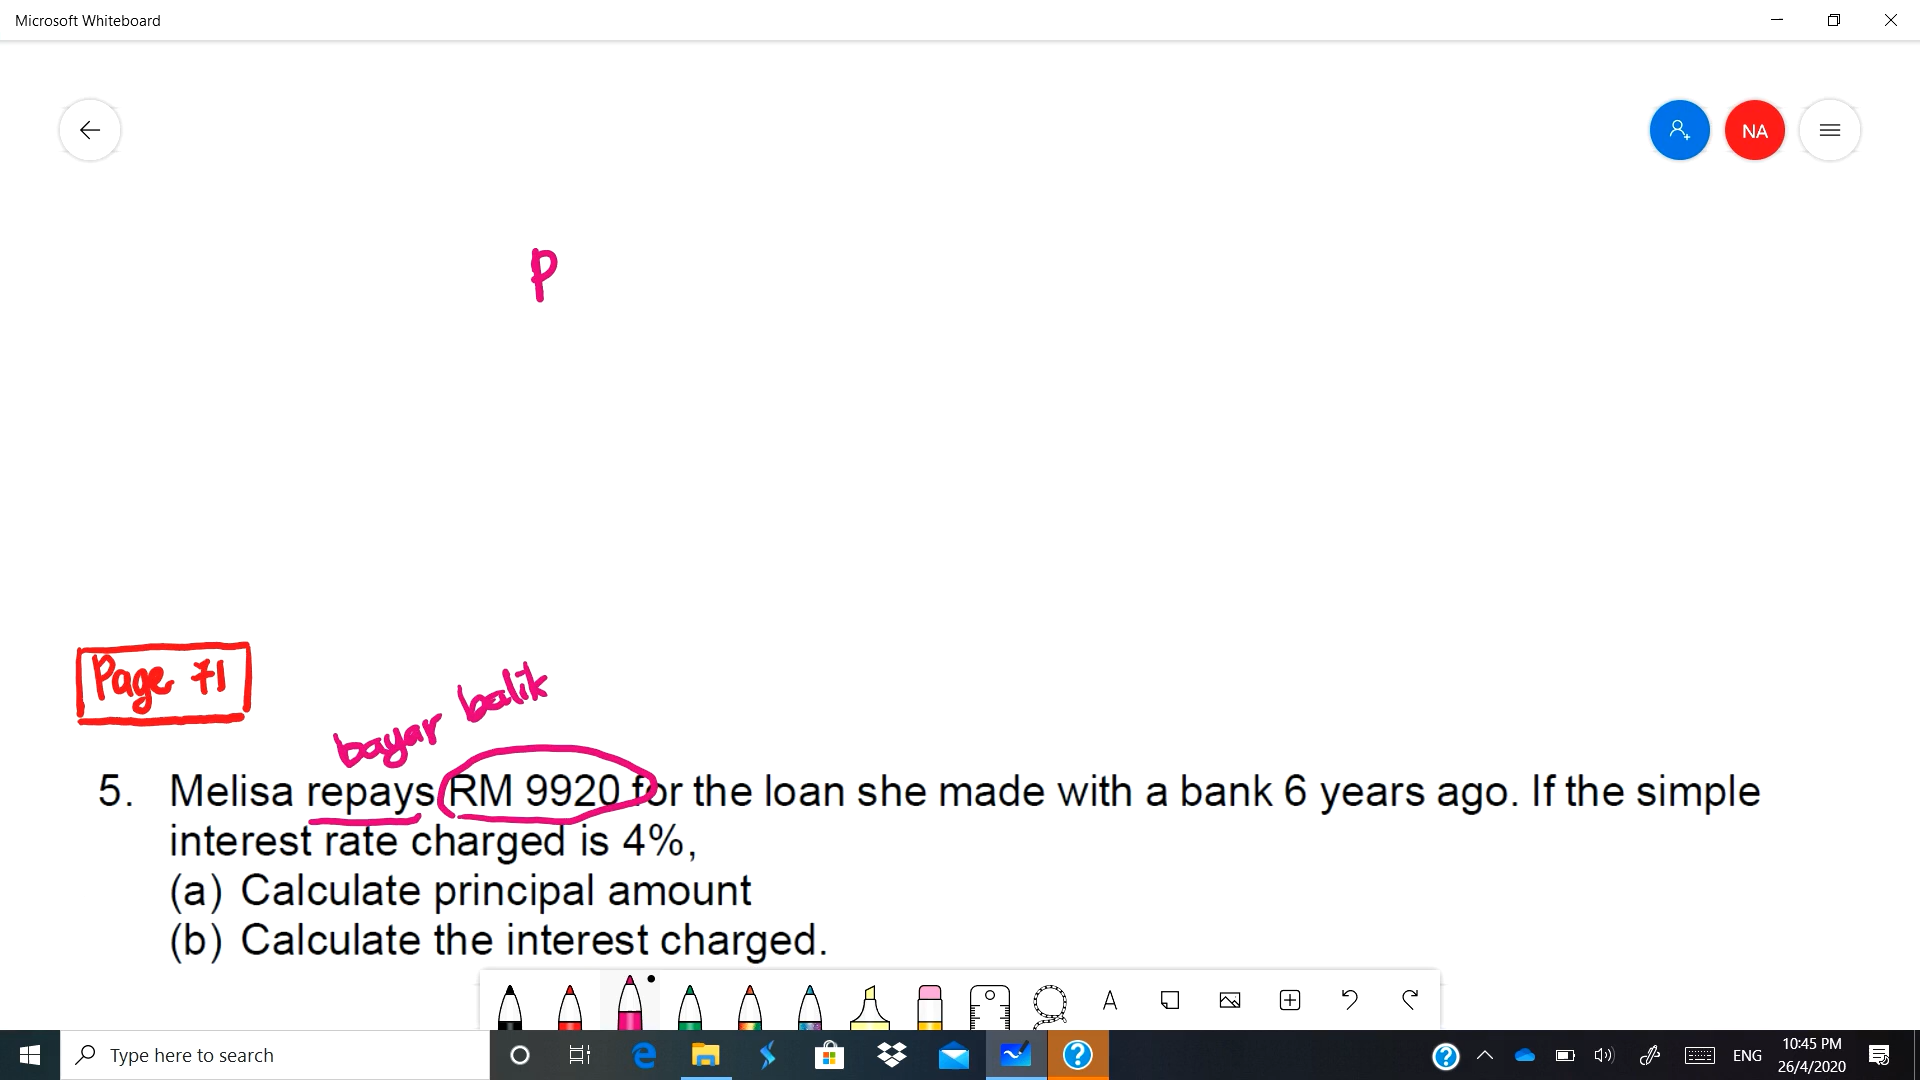 Microsoft Whiteboard
NA
P
Page 71
bayar balik
5. Melisa repays RM 9920 for the loan she made with a bank 6 years ago. If the simple
interest rate charged is 4%,
(a) Calculate principal amount
(b) Calculate the interest charged.
A
Type here to search
ENG
10:45 PM
26/4/2020